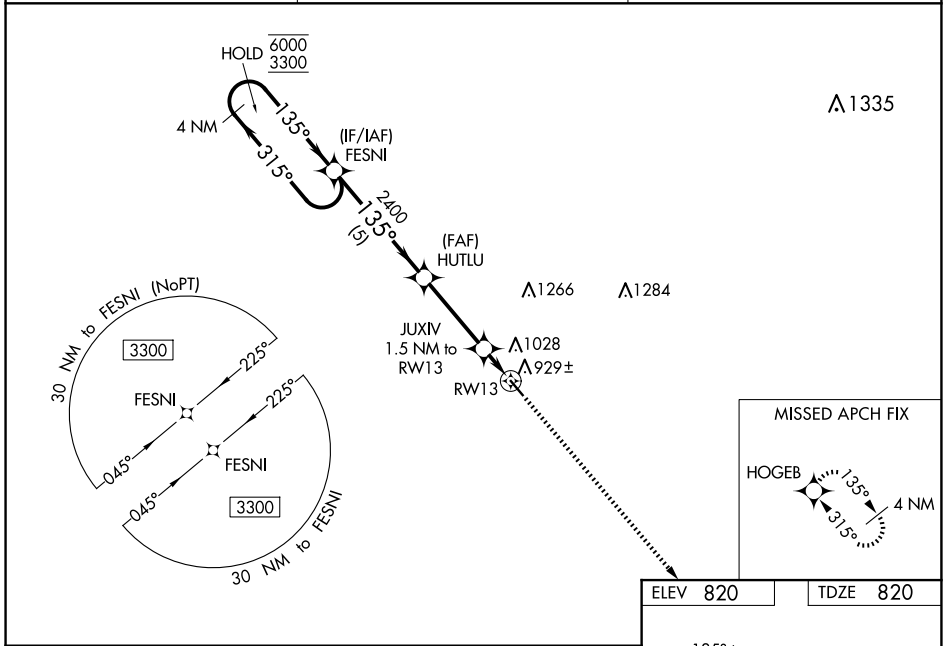 HOLD 6000
3300
4 NM
135°
315°
(IF/IAF)
FESNI
2400
135°
(5)
(FAF)
HUTLU
1335
1266
1284
JUXIV
1.5 NM to
RW13
1028
929±
RW13
30 NM to FESNI (NoPT)
3300
225°
FESNI
045°
225°
FESNI
045°
3300
30 NM to FESNI
MISSED APCH FIX
HOGEB
135°
315°
4 NM
ELEV 820
TDZE 820